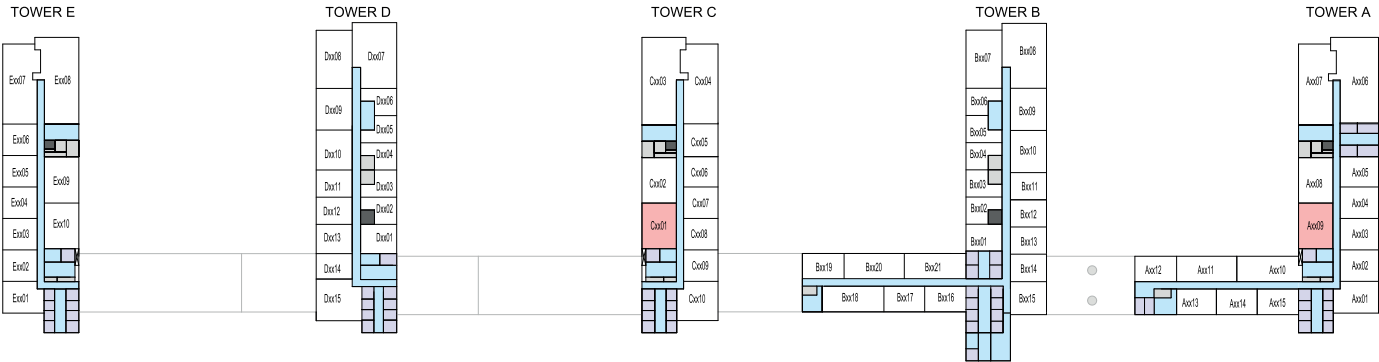 TOWER E
TOWER D
TOWER C
TOWER B
TOWER A
Exx07
Exx08
Exx06
Exx05
Exx09
Exx04
Exx10
Exx03
Exx02
Exx01
Dxx08
Dxx07
Dxx09
Dxx06
Dxx05
Dxx10
Dxx04
Dxx11
Dxx03
Dxx12
Dxx02
Dxx13
Dxx01
Dxx14
Dxx15
Cxx03
Cxx04
Cxx05
Cxx06
Cxx02
Cxx07
Cxx01
Cxx08
Cxx09
Cxx10
Bxx07
Bxx08
Bxx06
Bxx09
Bxx05
Bxx04
Bxx10
Bxx03
Bxx11
Bxx02
Bxx12
Bxx01
Bxx13
Bxx19
Bxx20
Bxx21
Bxx14
Bxx18
Bxx17
Bxx16
Bxx15
Axx07
Axx06
Axx05
Axx08
Axx04
Axx09
Axx03
Axx12
Axx11
Axx10
Axx02
Axx13
Axx14
Axx15
Axx01